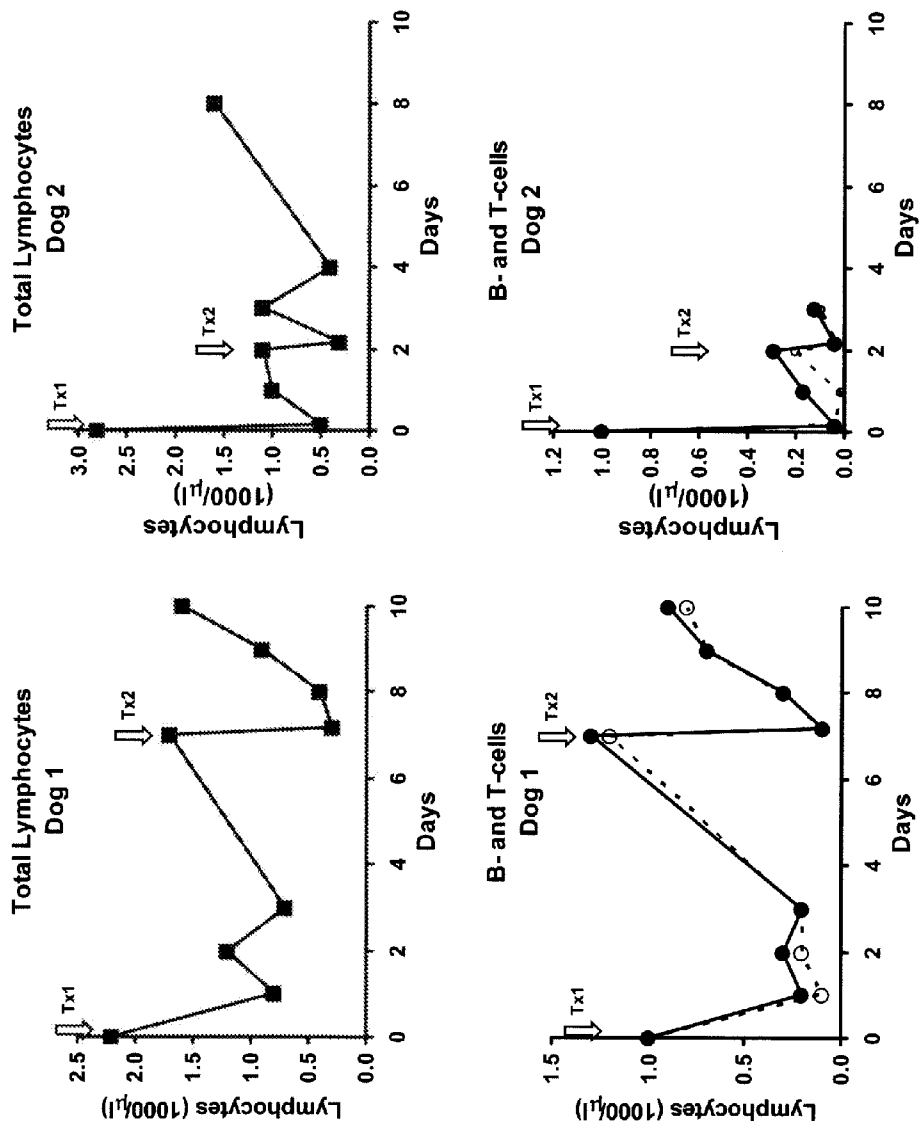 Total Lymphocytes
Dog 1
Lymphocytes (1000/µl)
3.0
2.5
2.0
1.5
1.0
0.5
0.0
Tx1
Tx2
0 2 4 6 8 10
Days
Total Lymphocytes
Dog 2
Lymphocytes
(1000/µl)
3.0
2.5
2.0
1.5
1.0
0.5
0.0
Tx1
Tx2
0 2 4 6 8 10
Days
B- and T-cells
Dog 1
Lymphocytes (1000/µl)
1.5
1.0
0.5
0.0
Tx1
Tx2
0 2 4 6 8 10
Days
B- and T-cells
Dog 2
Lymphocytes
(1000/µl)
1.2
1.0
0.8
0.6
0.4
0.2
0.0
Tx1
Tx2
0 2 4 6 8 10
Days